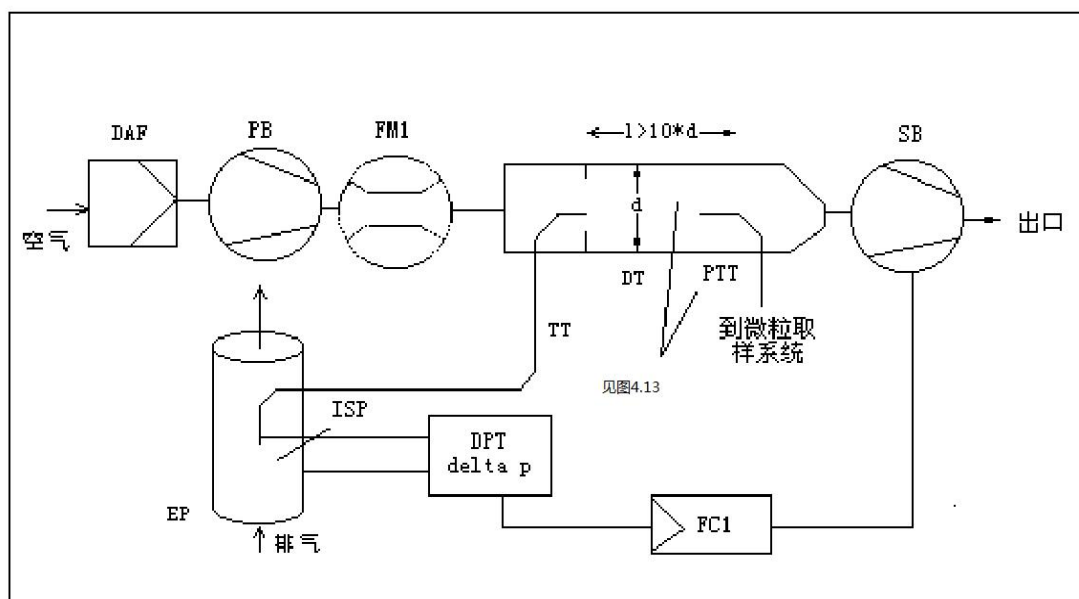 DAF
PB
FM1
l>10*d
SB
空气
d
出口
DT
PTT
到微粒取
样系统
TT
见图4.13
ISP
DPT
delta p
EP
FC1
排气